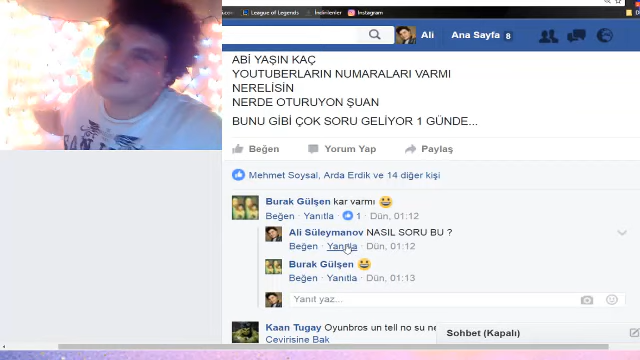 League of Legends İndirilenler Instagram
Ali Ana Sayfa 8
ABİ YAŞIN KAÇ
YOUTUBERLARIN NUMARALARI VARMI
NERELİSİN
NERDE OTURUYON ŞUAN
BUNU GİBİ ÇOK SORU GELİYOR 1 GÜNDE...
Beğen Yorum Yap Paylaş
Mehmet Soysal, Arda Erdik ve 14 diğer kişi
Burak Gülşen kar varmı
Beğen · Yanıtla · 1 · Dün, 01:12
Ali Süleymanov NASIL SORU BU ?
Beğen · Yanıtla · Dün, 01:12
Burak Gülşen
Beğen · Yanıtla · Dün, 01:13
Yanıt yaz...
Kaan Tugay Oyunbros un tell no su ne
Çevirisine Bak
Sohbet (Kapalı)